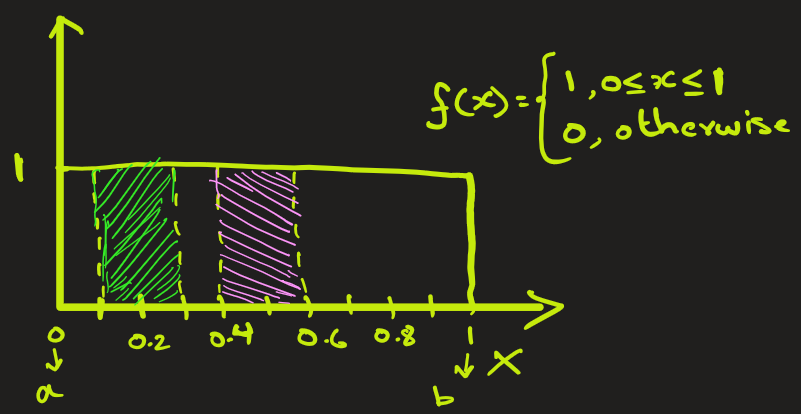 f(x)={ 1, 0≤x≤1
0, otherwise
1
0 0.2 0.4 0.6 0.8 1
↓ ↓ X
a b